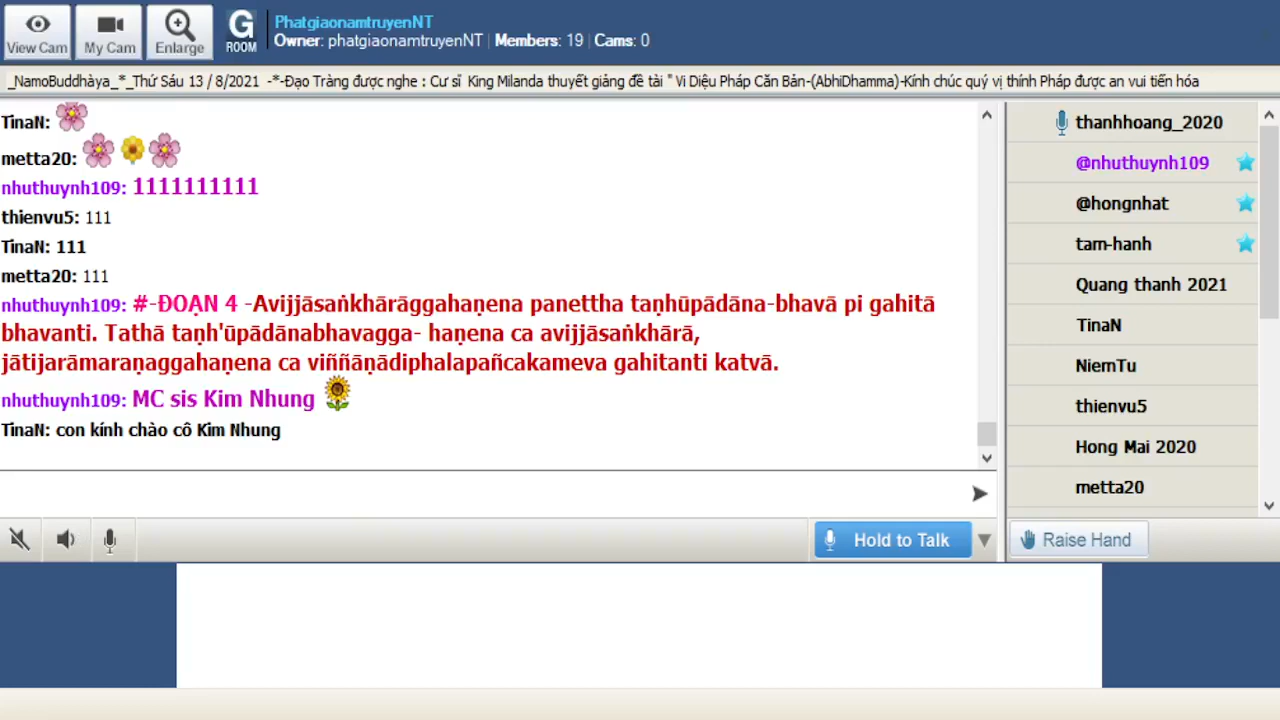 View Cam
My Cam
Enlarge
G
ROOM
PhatgiaonamtruyenNT
Owner: phatgiaonamtruyenNT | Members: 19 | Cams: 0
_NamoBuddhàya_*_Thứ Sáu 13 / 8/2021 -*-Đạo Tràng được nghe : Cư sĩ King Milanda thuyết giảng đề tài " Vi Diệu Pháp Căn Bản-(AbhiDhamma)-Kính chúc quý vị thính Pháp được an vui tiến hóa
TinaN:
metta20:
nhuthuynh109: 1111111111
thienvu5: 111
TinaN: 111
metta20: 111
nhuthuynh109: #-ĐOẠN 4 -Avijjāsaṅkhārāggahaṇena panettha taṇhūpādāna-bhavā pi gahitā
bhavanti. Tathā taṇh'ūpādānabhavagga- haṇena ca avijjāsaṅkhārā,
jātijarāmaraṇaggahaṇena ca viññāṇādiphalapañcakameva gahitanti katvā.
nhuthuynh109: MC sis Kim Nhung
TinaN: con kính chào cô Kim Nhung
thanhhoang_2020
@nhuthuynh109
@hongnhat
tam-hanh
Quang thanh 2021
TinaN
NiemTu
thienvu5
Hong Mai 2020
metta20
Hold to Talk
Raise Hand